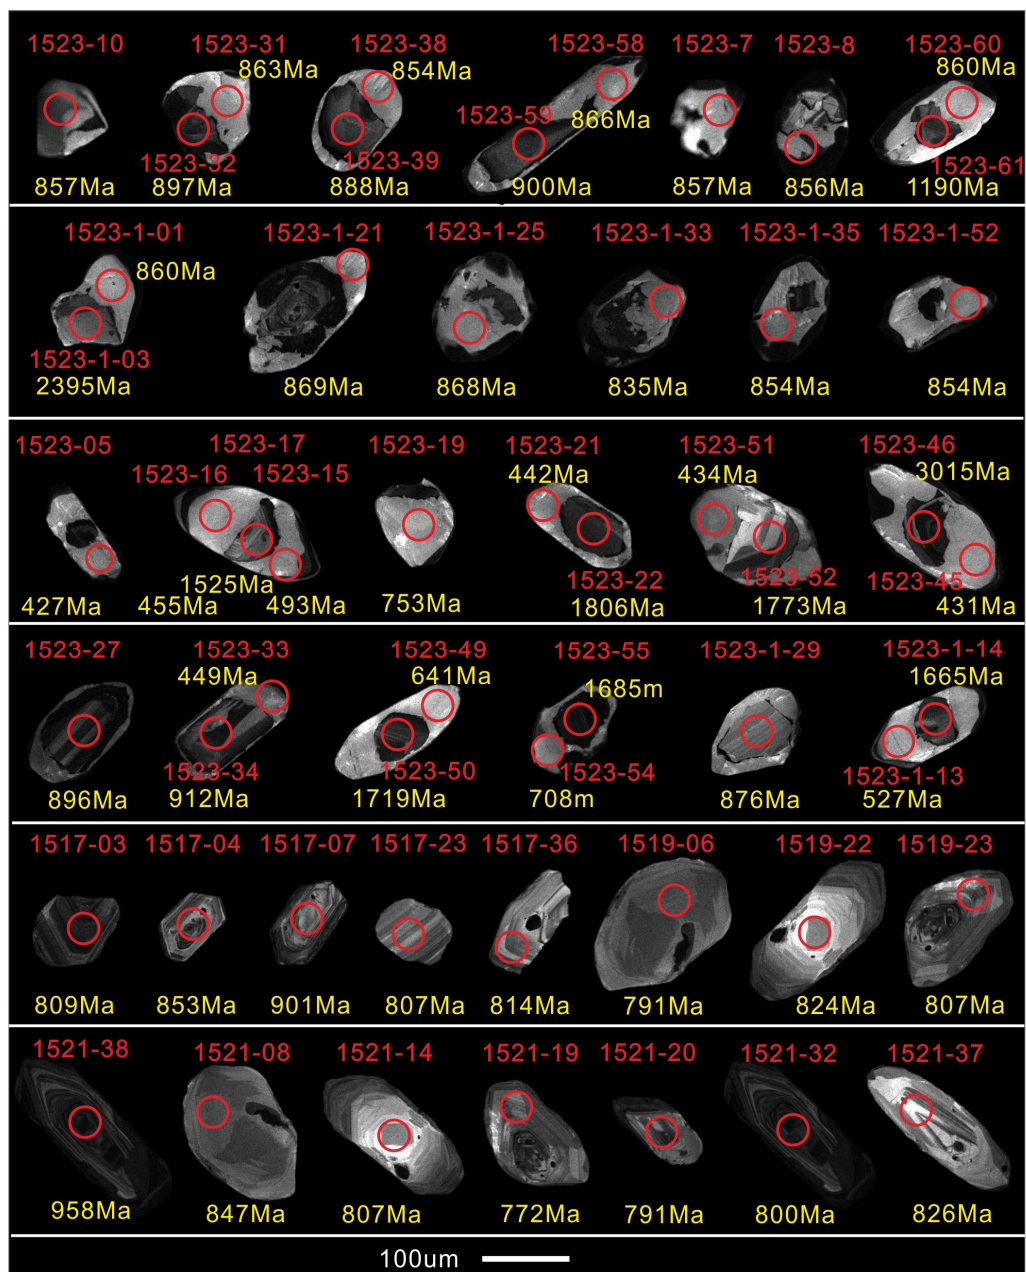 1523-10 1523-31 1523-38 1523-58 1523-7 1523-8 1523-60
863Ma 854Ma 860Ma
1523-59 866Ma
1523-32 1523-39 1523-61
857Ma 897Ma 888Ma 900Ma 857Ma 856Ma 1190Ma
1523-1-01 1523-1-21 1523-1-25 1523-1-33 1523-1-35 1523-1-52
860Ma
1523-1-03
2395Ma 869Ma 868Ma 835Ma 854Ma 854Ma
1523-05 1523-17 1523-19 1523-21 1523-51 1523-46
1523-16 1523-15 442Ma 434Ma 3015Ma
1525Ma 1523-22 1523-52 1523-45
427Ma 455Ma 493Ma 753Ma 1806Ma 1773Ma 431Ma
1523-27 1523-33 1523-49 1523-55 1523-1-29 1523-1-14
449Ma 641Ma 1685m 1665Ma
1523-34 1523-50 1523-54 1523-1-13
896Ma 912Ma 1719Ma 708m 876Ma 527Ma
1517-03 1517-04 1517-07 1517-23 1517-36 1519-06 1519-22 1519-23
809Ma 853Ma 901Ma 807Ma 814Ma 791Ma 824Ma 807Ma
1521-38 1521-08 1521-14 1521-19 1521-20 1521-32 1521-37
958Ma 847Ma 807Ma 772Ma 791Ma 800Ma 826Ma
100um